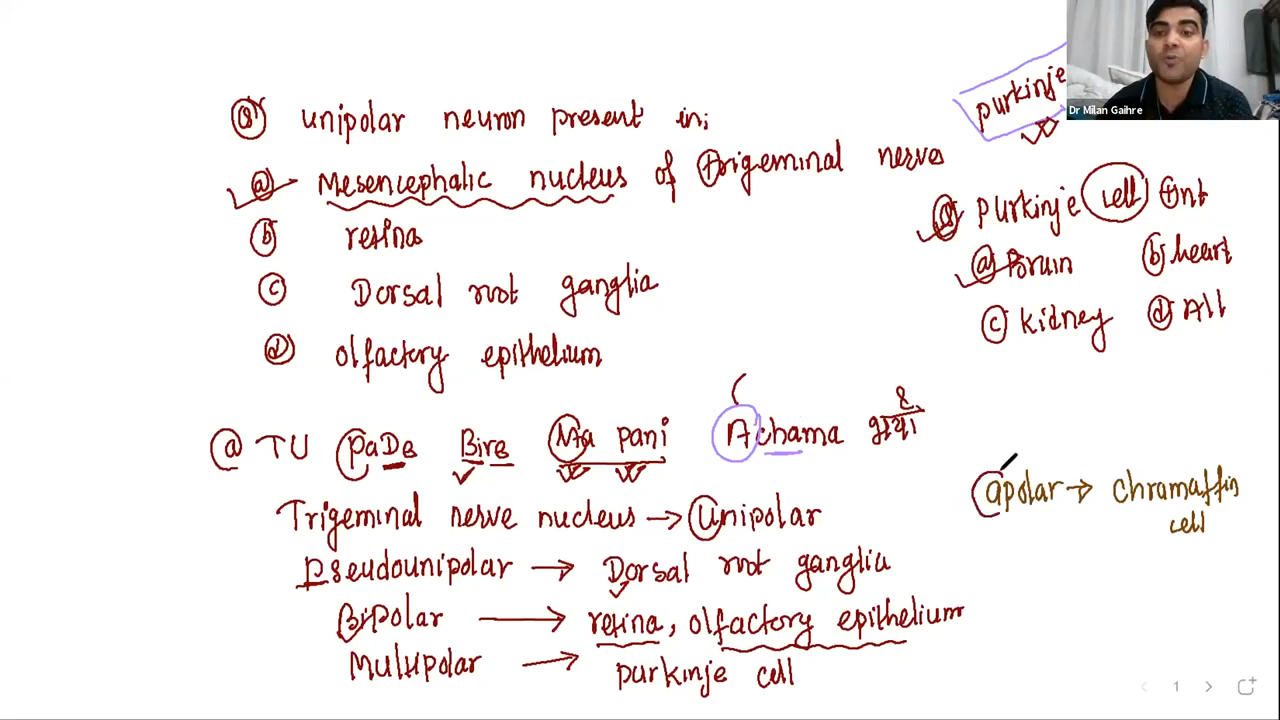 Q unipolar neuron present in;
a mesencephalic nucleus of trigeminal nerve
b retina
c Dorsal root ganglia
d olfactory epithelium
purkinje
Dr Milan Gaihre
Q Purkinje cell
a Brain b heart
c kidney d All
@ TU PaDe Bire Ma pani Achama
Trigeminal nerve nucleus → Unipolar
Pseudounipolar → Dorsal root ganglia
Bipolar → retina, olfactory epithelium
Multipolar → purkinje cell
apolar → chramaffin
cell
1